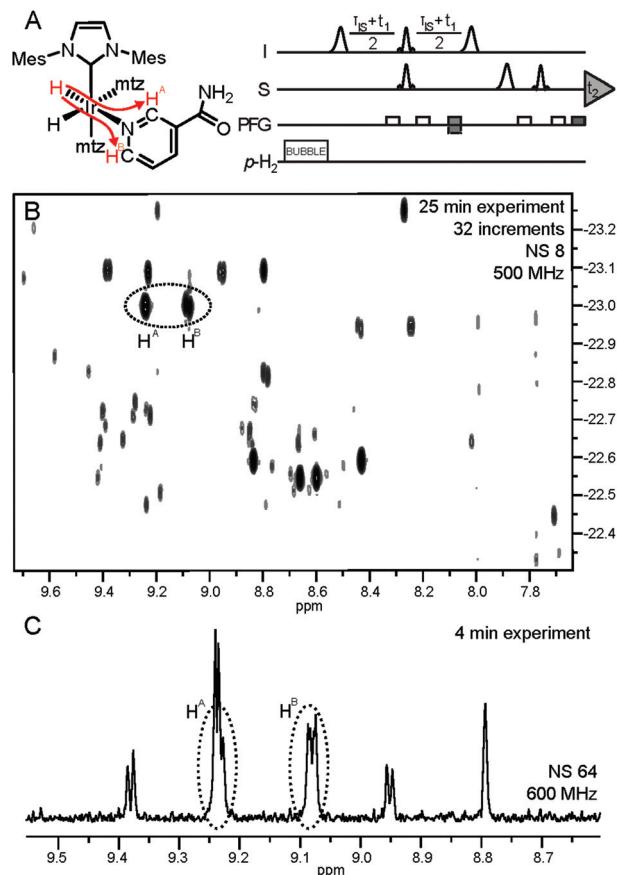 A
N N
Mes Mes
H mtz H^A NH2
Ir
H N O
mtz H^B
τIS+t1 τIS+t1
2 2
I
S
t2
PFG
p-H2 BUBBLE
B
25 min experiment
32 increments
NS 8
500 MHz
H^A H^B
-23.2
-23.1
-23.0
-22.9
-22.8
-22.7
-22.6
-22.5
-22.4
ppm
9.6 9.4 9.2 9.0 8.8 8.6 8.4 8.2 8.0 7.8
ppm
C
4 min experiment
H^A H^B
NS 64
600 MHz
9.5 9.4 9.3 9.2 9.1 9.0 8.9 8.8 8.7
ppm